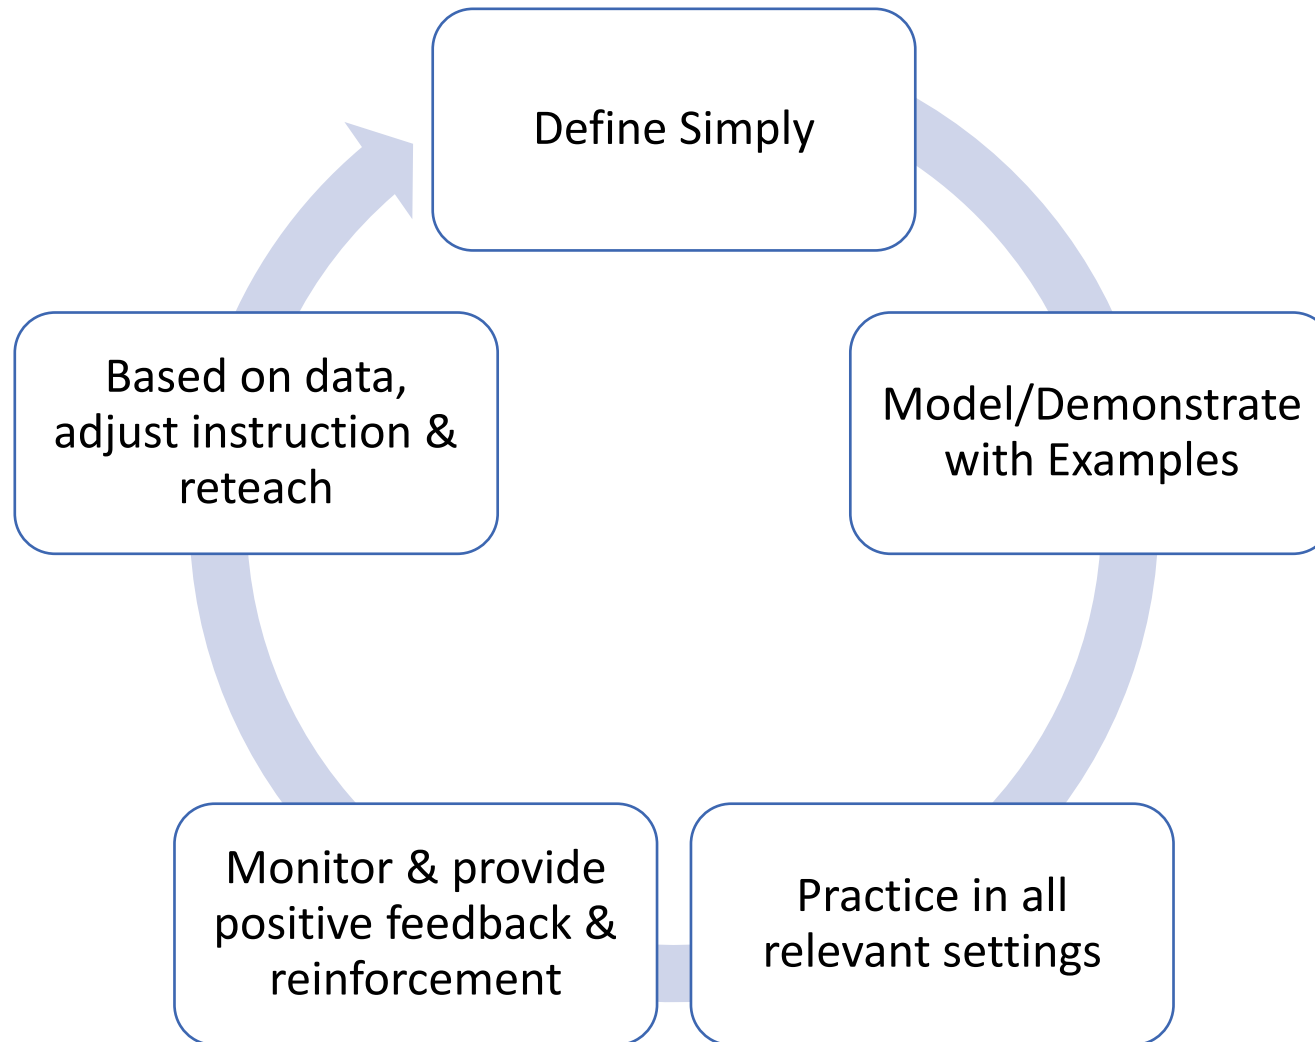 Define Simply
Model/Demonstrate
with Examples
Practice in all
relevant settings
Monitor & provide
positive feedback &
reinforcement
Based on data,
adjust instruction &
reteach